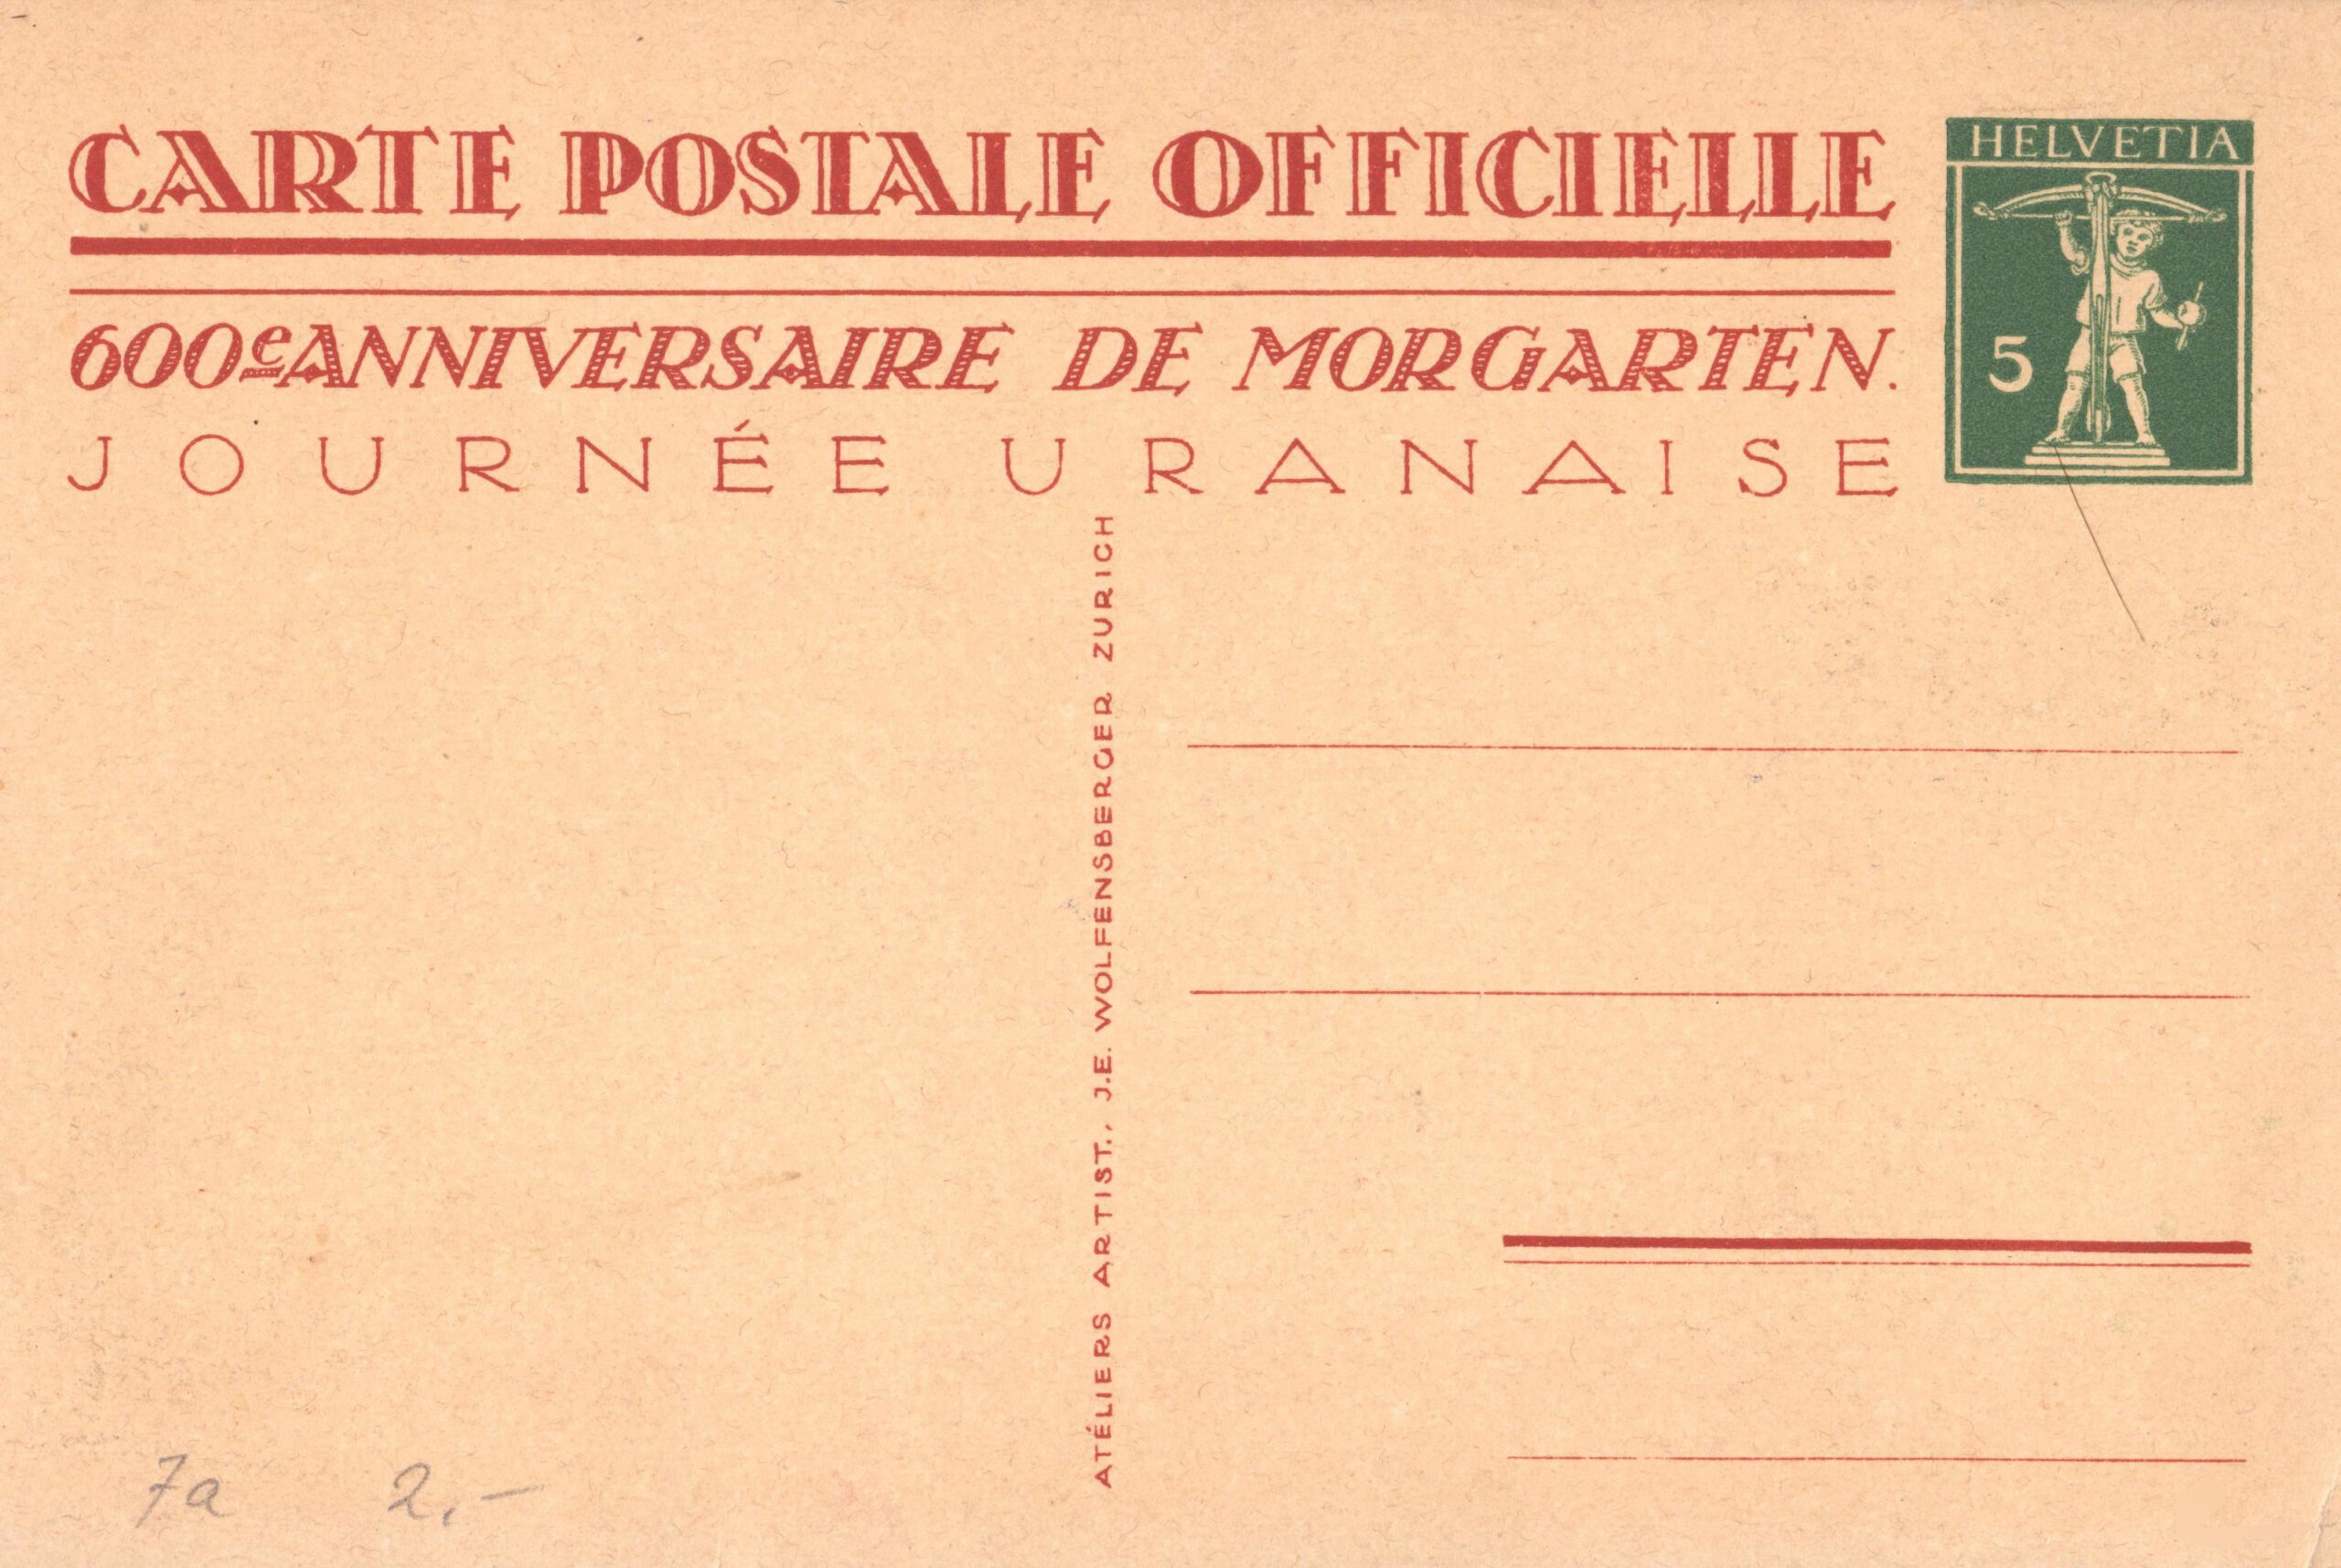 CARTE POSTALE OFFICIELLE
HELVETIA
5
600e ANNIVERSAIRE DE MORGARTEN.
JOURNÉE URANAISE
ATÉLIERS ARTIST., J.E. WOLFENSBERGER ZURICH
7a 2.-